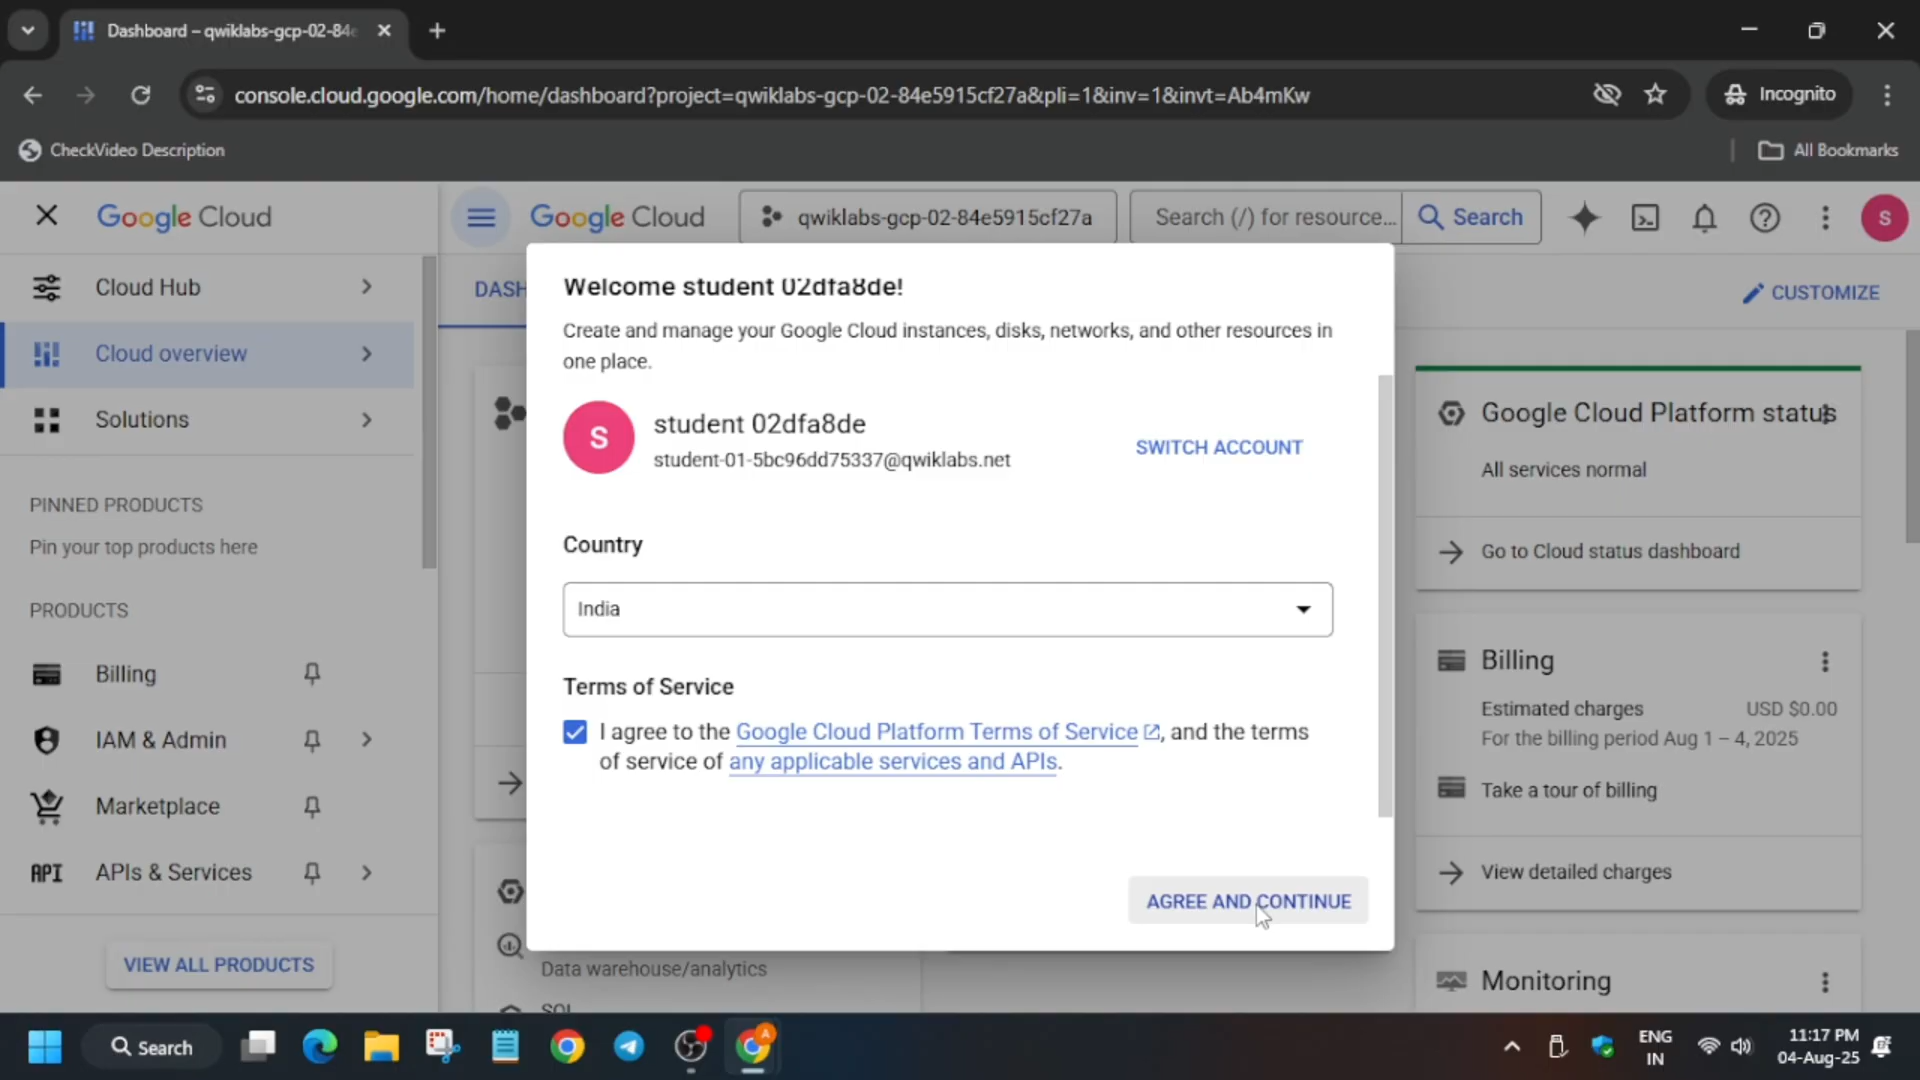 Dashboard – qwiklabs-gcp-02-84e
console.cloud.google.com/home/dashboard?project=qwiklabs-gcp-02-84e5915cf27a&pli=1&inv=1&invt=Ab4mKw
Incognito
CheckVideo Description
All Bookmarks
Google Cloud
Google Cloud
qwiklabs-gcp-02-84e5915cf27a
Search (/) for resource...
Search
S
Cloud Hub
Cloud overview
Solutions
PINNED PRODUCTS
Pin your top products here
PRODUCTS
Billing
IAM & Admin
Marketplace
API APIs & Services
VIEW ALL PRODUCTS
DASH
CUSTOMIZE
Welcome student 02dfa8de!
Create and manage your Google Cloud instances, disks, networks, and other resources in
one place.
S
student 02dfa8de
student-01-5bc96dd75337@qwiklabs.net
SWITCH ACCOUNT
Country
India
Terms of Service
I agree to the Google Cloud Platform Terms of Service, and the terms
of service of any applicable services and APIs.
AGREE AND CONTINUE
Data warehouse/analytics
SQL
Google Cloud Platform status
All services normal
Go to Cloud status dashboard
Billing
Estimated charges USD $0.00
For the billing period Aug 1 – 4, 2025
Take a tour of billing
View detailed charges
Monitoring
Search
ENG
IN
11:17 PM
04-Aug-25